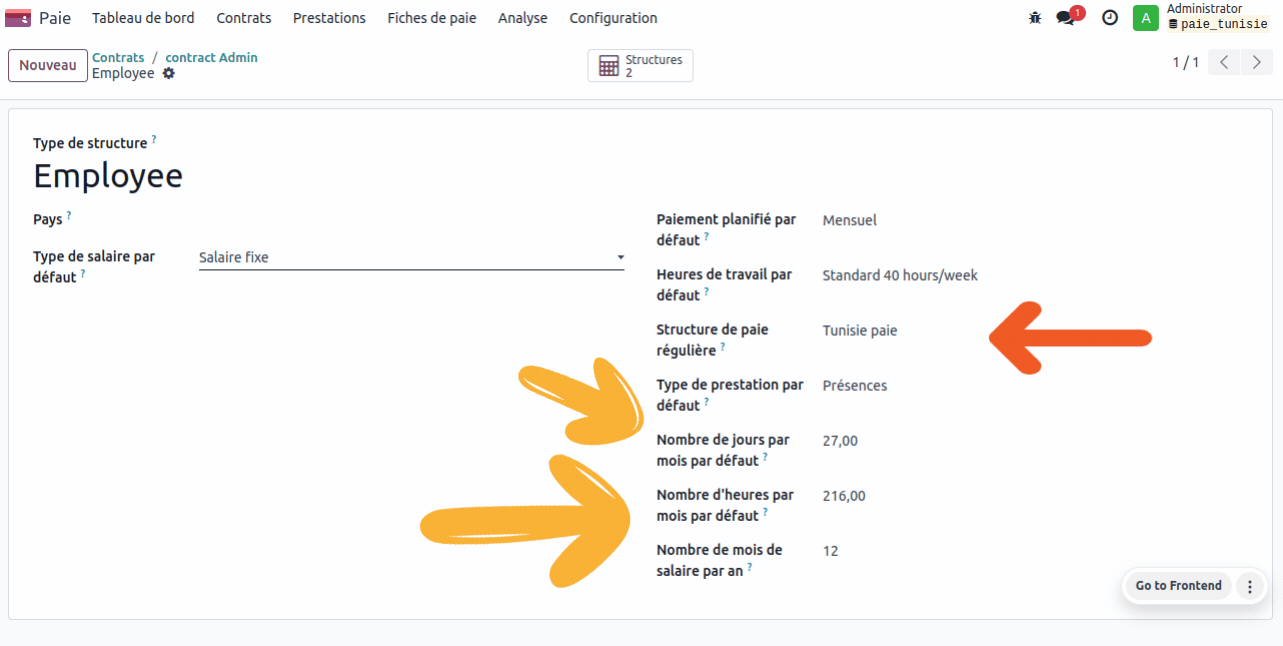 Paie Tableau de bord Contrats Prestations Fiches de paie Analyse Configuration 1 A Administrator
paie_tunisie
Nouveau Contrats / contract Admin Structures 1 / 1
Employee 2
Type de structure ?
Employee
Pays ?
Type de salaire par Salaire fixe
défaut ?
Paiement planifié par Mensuel
défaut ?
Heures de travail par Standard 40 hours/week
défaut ?
Structure de paie Tunisie paie
régulière ?
Type de prestation par Présences
défaut ?
Nombre de jours par 27,00
mois par défaut ?
Nombre d'heures par 216,00
mois par défaut ?
Nombre de mois de 12
salaire par an ?
Go to Frontend